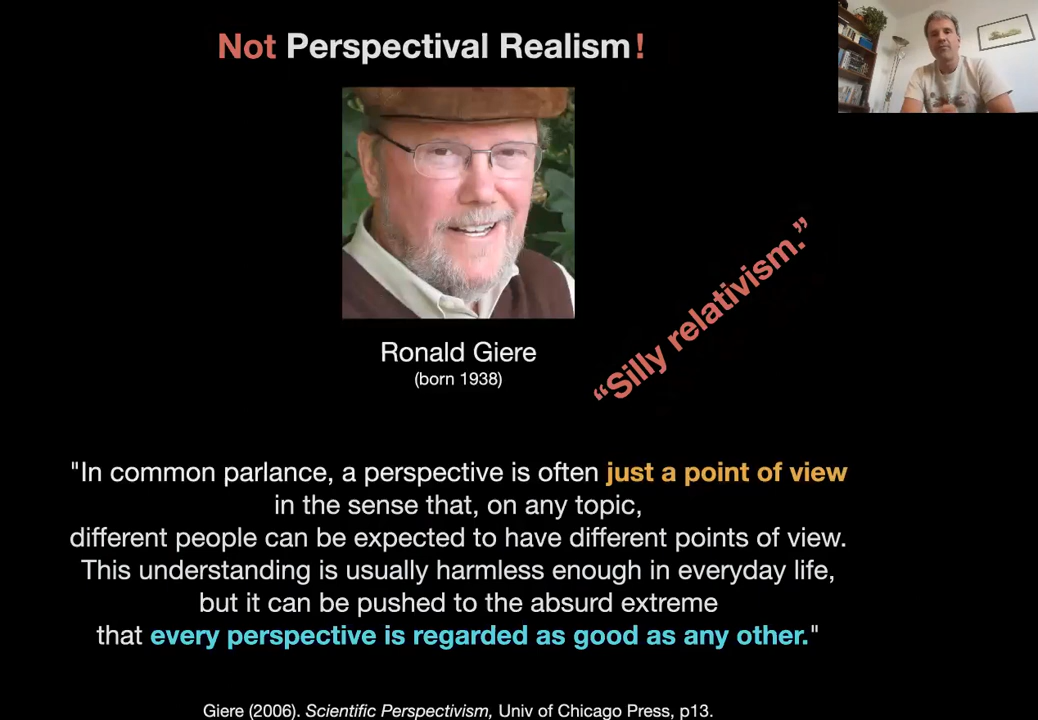 Not Perspectival Realism!
Ronald Giere
(born 1938)
“Silly relativism.”
"In common parlance, a perspective is often just a point of view
in the sense that, on any topic,
different people can be expected to have different points of view.
This understanding is usually harmless enough in everyday life,
but it can be pushed to the absurd extreme
that every perspective is regarded as good as any other."
Giere (2006). Scientific Perspectivism, Univ of Chicago Press, p13.